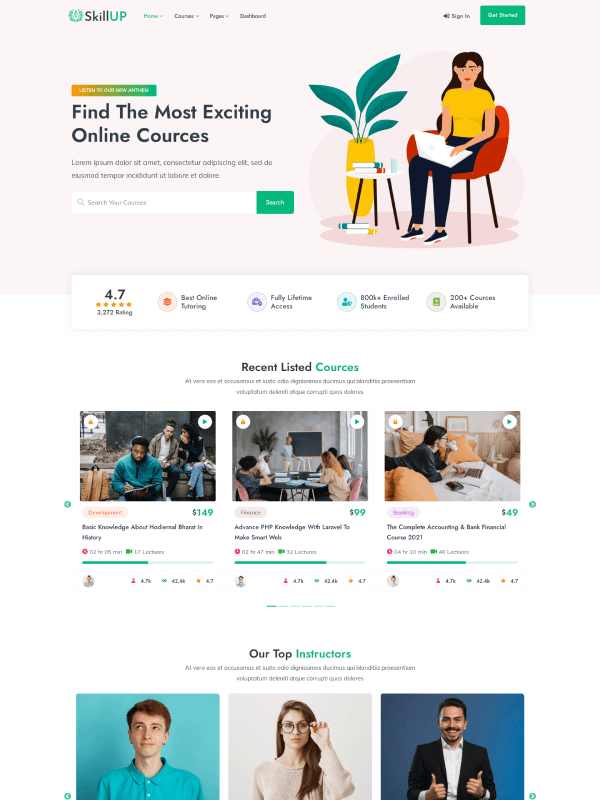 SkillUP
Home
Courses
Pages
Dashboard
Sign In
Get Started
LISTEN TO OUR NEW ANTHEM
Find The Most Exciting
Online Cources
Lorem ipsum dolor sit amet, consectetur adipiscing elit, sed do
eiusmod tempor incididunt ut labore et dolore.
Search Your Cources
Search
4.7
3,272 Rating
Best Online
Tutoring
Fully Lifetime
Access
800k+ Enrolled
Students
200+ Cources
Available
Recent Listed Cources
At vero eos et accusamus et iusto odio dignissimos ducimus qui blanditiis praesentium
voluptatum deleniti atque corrupti quos dolores
Development
$149
Basic Knowledge About Hodiernal Bharat In
History
02 hr 05 min
17 Lectures
4.7k
42.4k
4.7
Finance
$99
Advance PHP Knowledge With Laravel To
Make Smart Web
02 hr 47 min
32 Lectures
4.7k
42.4k
4.7
Banking
$49
The Complete Accounting & Bank Financial
Course 2021
04 hr 10 min
40 Lectures
4.7k
42.4k
4.7
Our Top Instructors
At vero eos et accusamus et iusto odio dignissimos ducimus qui blanditiis praesentium
voluptatum deleniti atque corrupti quos dolores